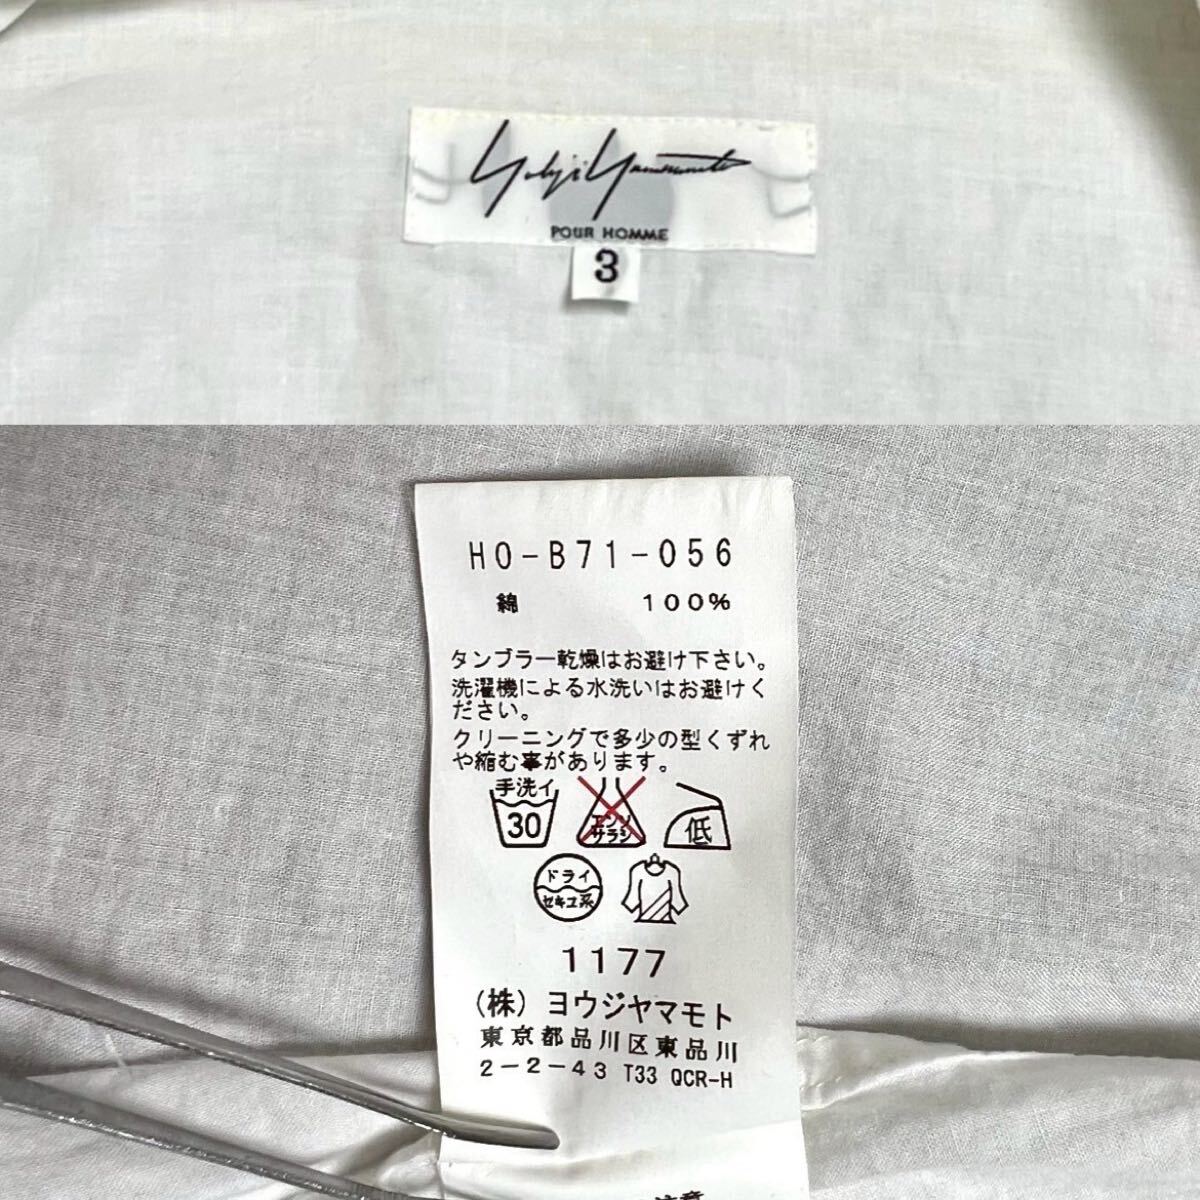 Yohji Yamamoto
POUR HOMME
3
HO-B71-056
綿 100%
タンブラー乾燥はお避け下さい。
洗濯機による水洗いはお避けく
ださい。
クリーニングで多少の型くずれ
や縮む事があります。
手洗イ
30
エンソ
サラシ
低
ドライ
セキユ系
1177
(株) ヨウジヤマモト
東京都品川区東品川
2-2-43 T33 QCR-H